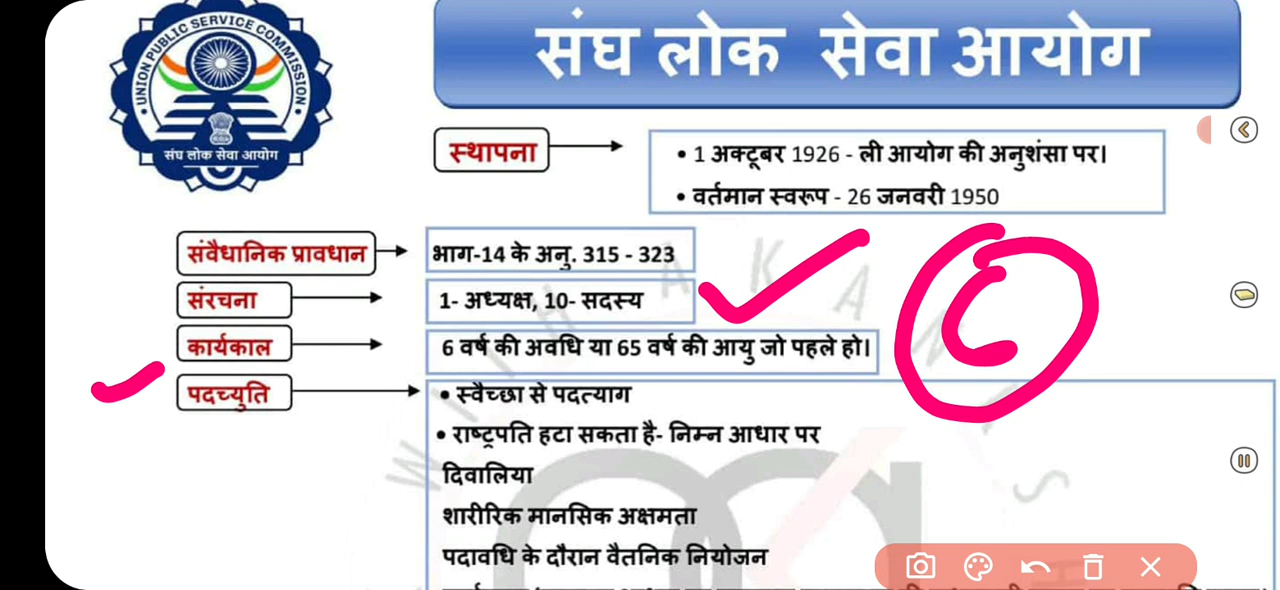 UNION PUBLIC SERVICE COMMISSION
संघ लोक सेवा आयोग
संघ लोक सेवा आयोग
स्थापना
• 1 अक्टूबर 1926 - ली आयोग की अनुशंसा पर।
• वर्तमान स्वरूप - 26 जनवरी 1950
संवैधानिक प्रावधान
भाग-14 के अनु. 315 - 323
संरचना
1- अध्यक्ष, 10- सदस्य
कार्यकाल
6 वर्ष की अवधि या 65 वर्ष की आयु जो पहले हो।
पदच्युति
• स्वैच्छा से पदत्याग
• राष्ट्रपति हटा सकता है- निम्न आधार पर
दिवालिया
शारीरिक मानसिक अक्षमता
पदावधि के दौरान वैतनिक नियोजन